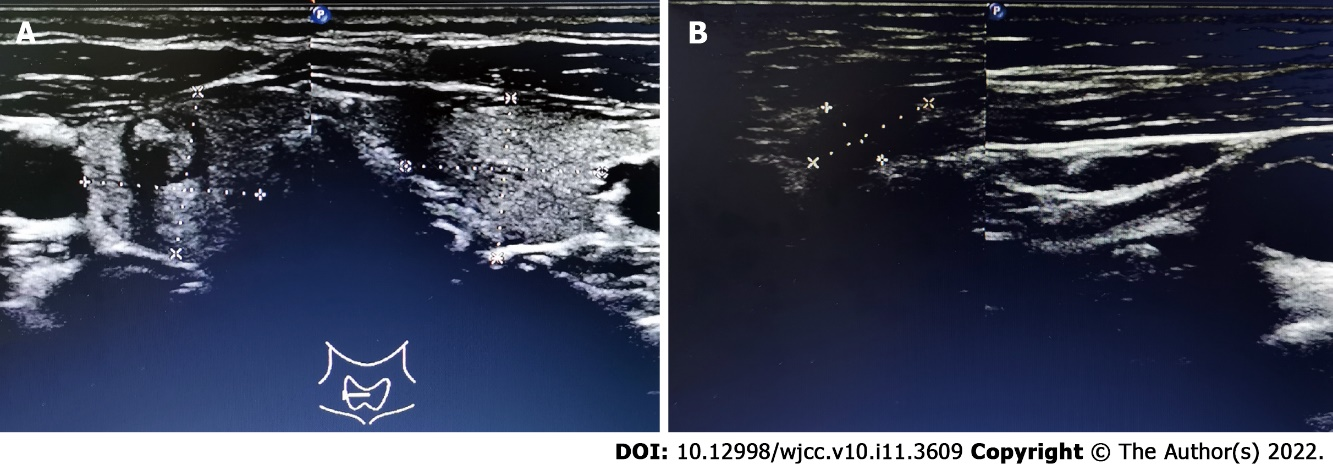 A
P
B
P
DOI: 10.12998/wjcc.v10.i11.3609 Copyright © The Author(s) 2022.